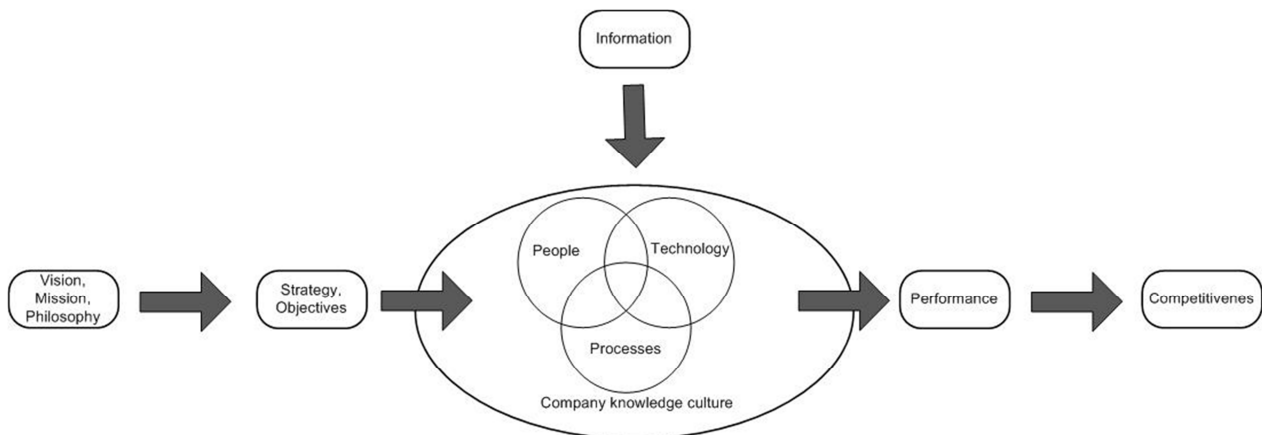 Information
People
Technology
Vision,
Mission,
Philosophy
Strategy,
Objectives
Performance
Competitivenes
Processes
Company knowledge culture